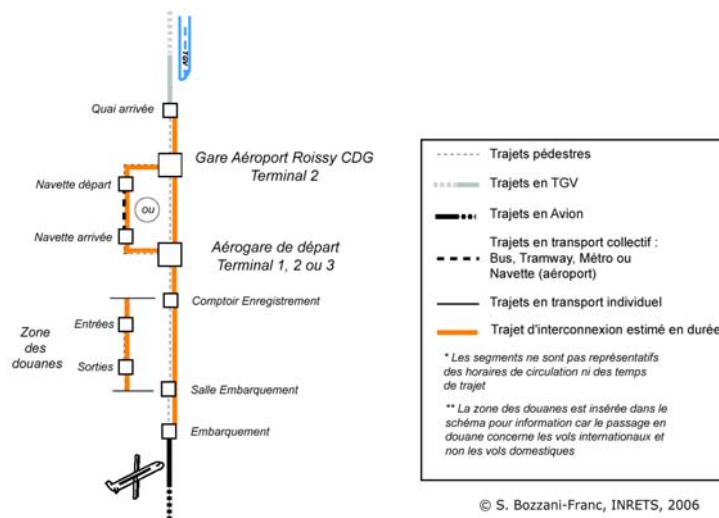 TGV
Quai arrivée
Gare Aéroport Roissy CDG
Terminal 2
Navette départ
ou
Navette arrivée
Aérogare de départ
Terminal 1, 2 ou 3
Comptoir Enregistrement
Zone
des
douanes
Entrées
Sorties
Salle Embarquement
Embarquement
Trajets pédestres
Trajets en TGV
Trajets en Avion
Trajets en transport collectif :
Bus, Tramway, Métro ou
Navette (aéroport)
Trajets en transport individuel
Trajet d'interconnexion estimé en durée
* Les segments ne sont pas représentatifs
des horaires de circulation ni des temps
de trajet
** La zone des douanes est insérée dans le
schéma pour information car le passage en
douane concerne les vols internationaux et
non les vols domestiques
© S. Bozzani-Franc, INRETS, 2006